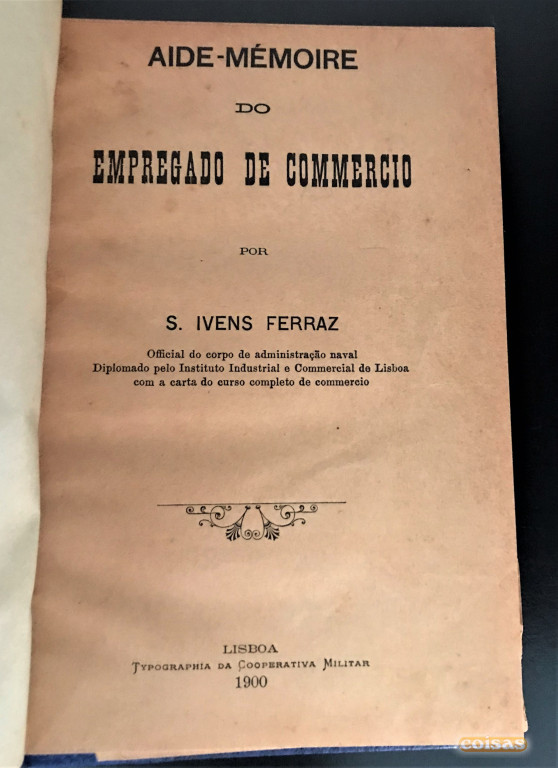 AIDE-MÉMOIRE
DO
EMPREGADO DE COMMERCIO
POR
S. IVENS FERRAZ
Official do corpo de administração naval
Diplomado pelo Instituto Industrial e Commercial de Lisboa
com a carta do curso completo de commercio
LISBOA
TYPOGRAPHIA DA COOPERATIVA MILITAR
1900
coisas